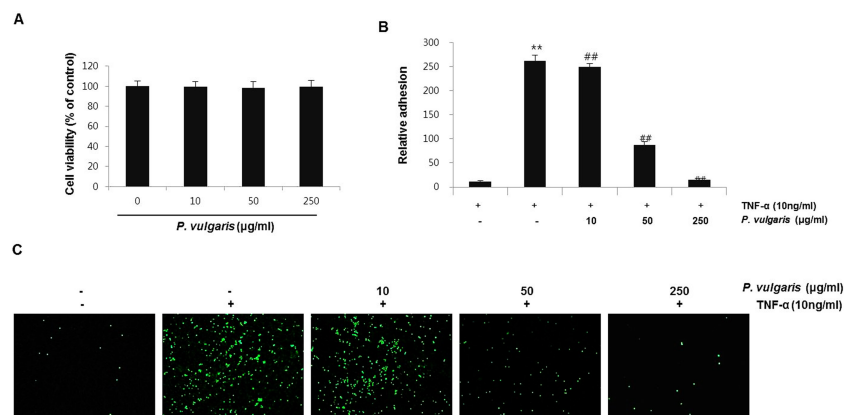 A
Cell viability (% of control)
120
100
80
60
40
20
0
0 10 50 250
P. vulgaris (μg/ml)
B
Relative adhesion
300
250
200
150
100
50
0
**
##
##
##
+ + + + + TNF-α (10ng/ml)
- - 10 50 250 P. vulgaris (μg/ml)
C
- - 10 50 250 P. vulgaris (μg/ml)
- + + + + TNF-α (10ng/ml)